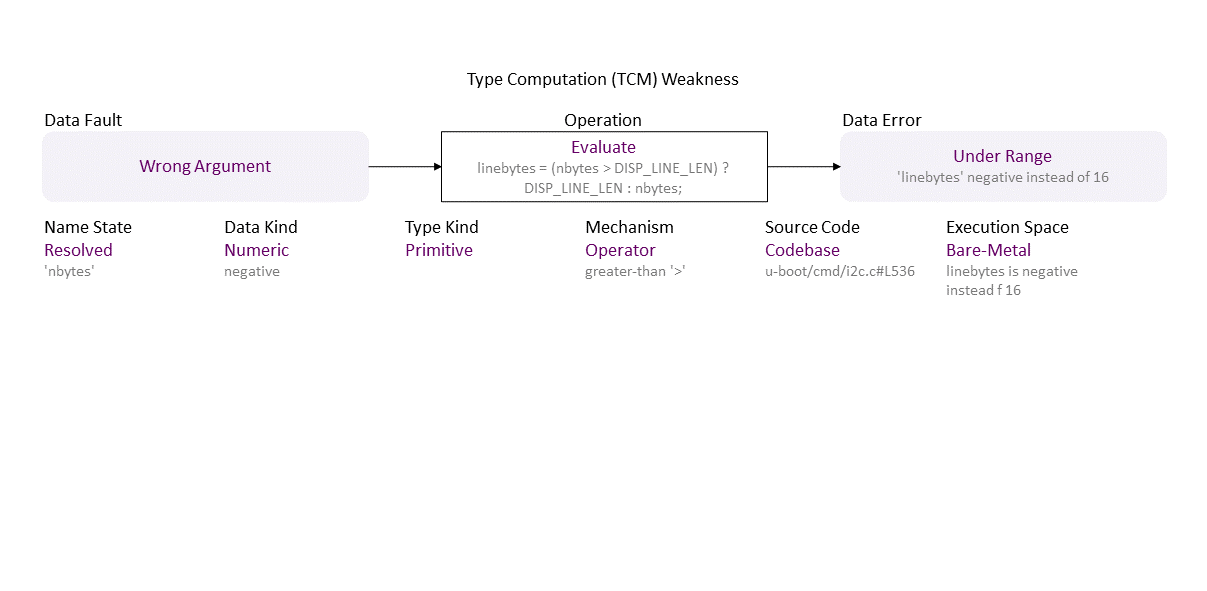 Type Computation (TCM) Weakness
Data Fault
Operation
Data Error
Wrong Argument
Evaluate
linebytes = (nbytes > DISP_LINE_LEN) ?
DISP_LINE_LEN : nbytes;
Under Range
'linebytes' negative instead of 16
Name State
Resolved
'nbytes'
Data Kind
Numeric
negative
Type Kind
Primitive
Mechanism
Operator
greater-than '>'
Source Code
Codebase
u-boot/cmd/i2c.c#L536
Execution Space
Bare-Metal
linebytes is negative
instead f 16